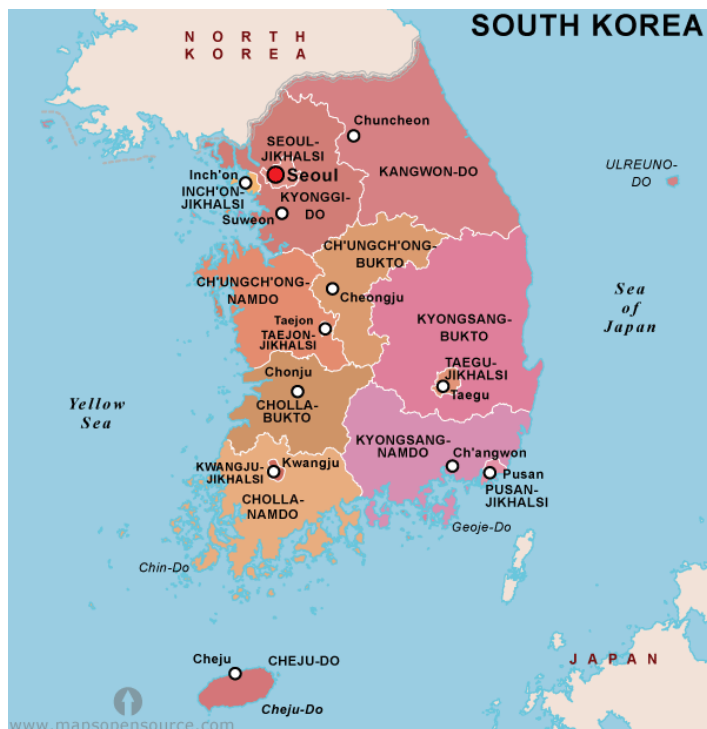 SOUTH KOREA
NORTH
KOREA
Chuncheon
SEOUL-
JIKHALSI
Seoul
KANGWON-DO
ULREUNO-
DO
Inch'on
INCH'ON-
JIKHALSI
KYONGGI-
DO
Suweon
CH'UNGCH'ONG-
BUKTO
CH'UNGCH'ONG-
NAMDO
Cheongju
Sea
of
Japan
KYONGSANG-
BUKTO
Taejon
TAEJON-
JIKHALSI
TAEGU-
JIKHALSI
Taegu
Chonju
CHOLLA-
BUKTO
Yellow
Sea
KYONGSANG-
NAMDO
Ch'angwon
KWANGJU-
JIKHALSI
Kwangju
Pusan
PUSAN-
JIKHALSI
CHOLLA-
NAMDO
Geoje-Do
Chin-Do
Cheju
CHEJU-DO
JAPAN
Cheju-Do
www.mapsopensource.com